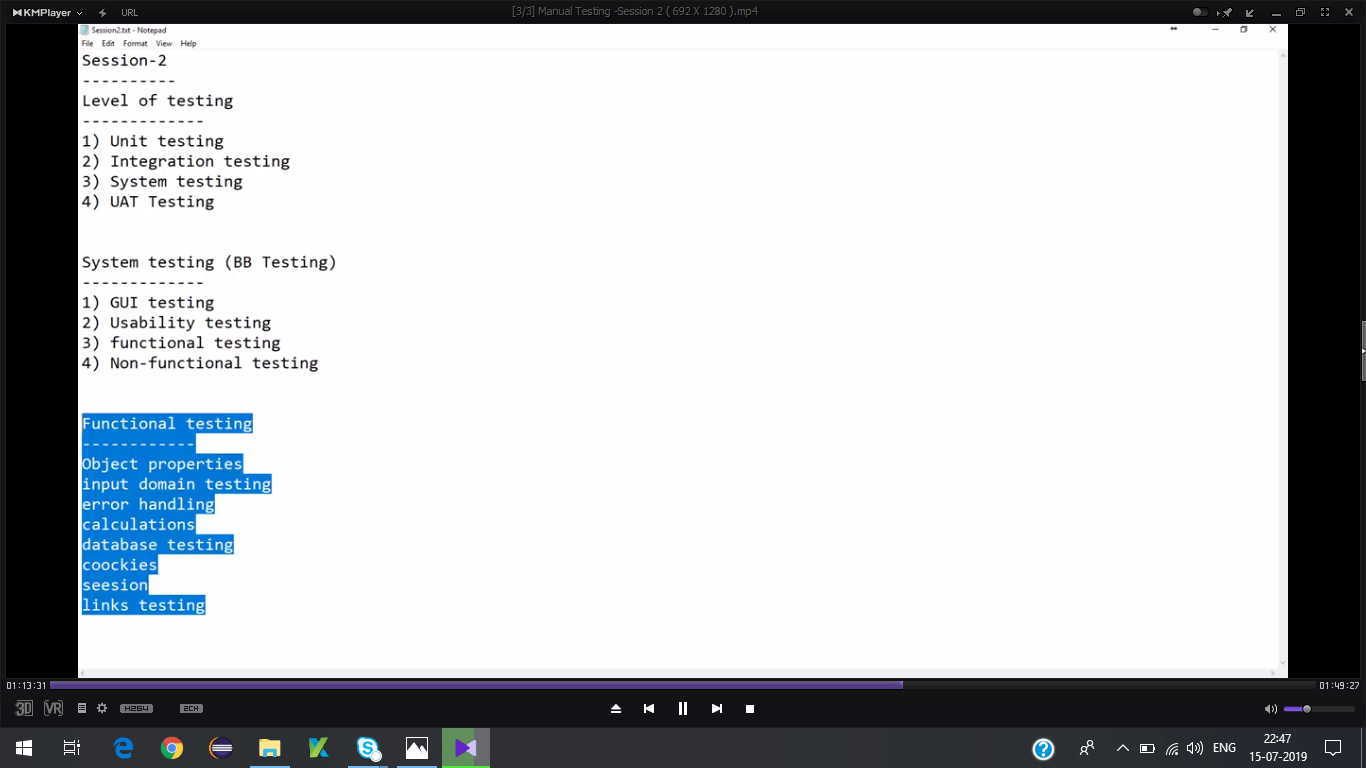 KMPlayer
URL
[3/3] Manual Testing -Session 2 ( 692 X 1280 ).mp4
Session2.txt - Notepad
File Edit Format View Help
Session-2
----------
Level of testing
-------------
1) Unit testing
2) Integration testing
3) System testing
4) UAT Testing
System testing (BB Testing)
-------------
1) GUI testing
2) Usability testing
3) functional testing
4) Non-functional testing
Functional testing
------------
Object properties
input domain testing
error handling
calculations
database testing
coockies
seesion
links testing
01:13:31
01:49:27
3D VR H264 2CH
ENG
22:47
15-07-2019